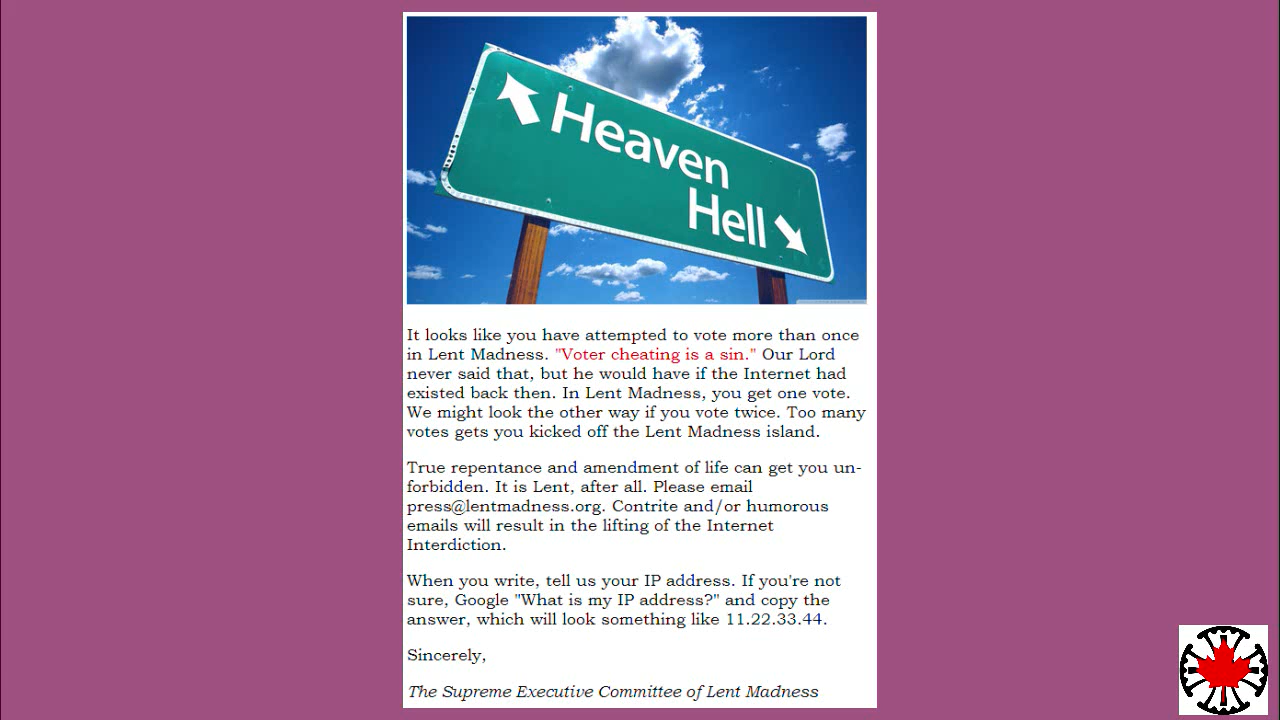 Heaven
Hell
It looks like you have attempted to vote more than once
in Lent Madness. "Voter cheating is a sin." Our Lord
never said that, but he would have if the Internet had
existed back then. In Lent Madness, you get one vote.
We might look the other way if you vote twice. Too many
votes gets you kicked off the Lent Madness island.
True repentance and amendment of life can get you un-
forbidden. It is Lent, after all. Please email
press@lentmadness.org. Contrite and/or humorous
emails will result in the lifting of the Internet
Interdiction.
When you write, tell us your IP address. If you're not
sure, Google "What is my IP address?" and copy the
answer, which will look something like 11.22.33.44.
Sincerely,
The Supreme Executive Committee of Lent Madness